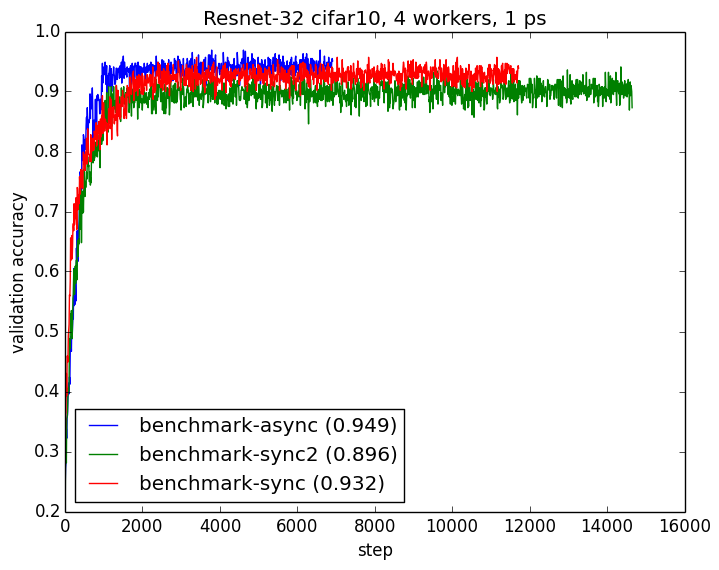 Resnet-32 cifar10, 4 workers, 1 ps
1.0
0.9
0.8
0.7
0.6
0.5
0.4
0.3
0.2
validation accuracy
benchmark-async (0.949)
benchmark-sync2 (0.896)
benchmark-sync (0.932)
0 2000 4000 6000 8000 10000 12000 14000 16000
step